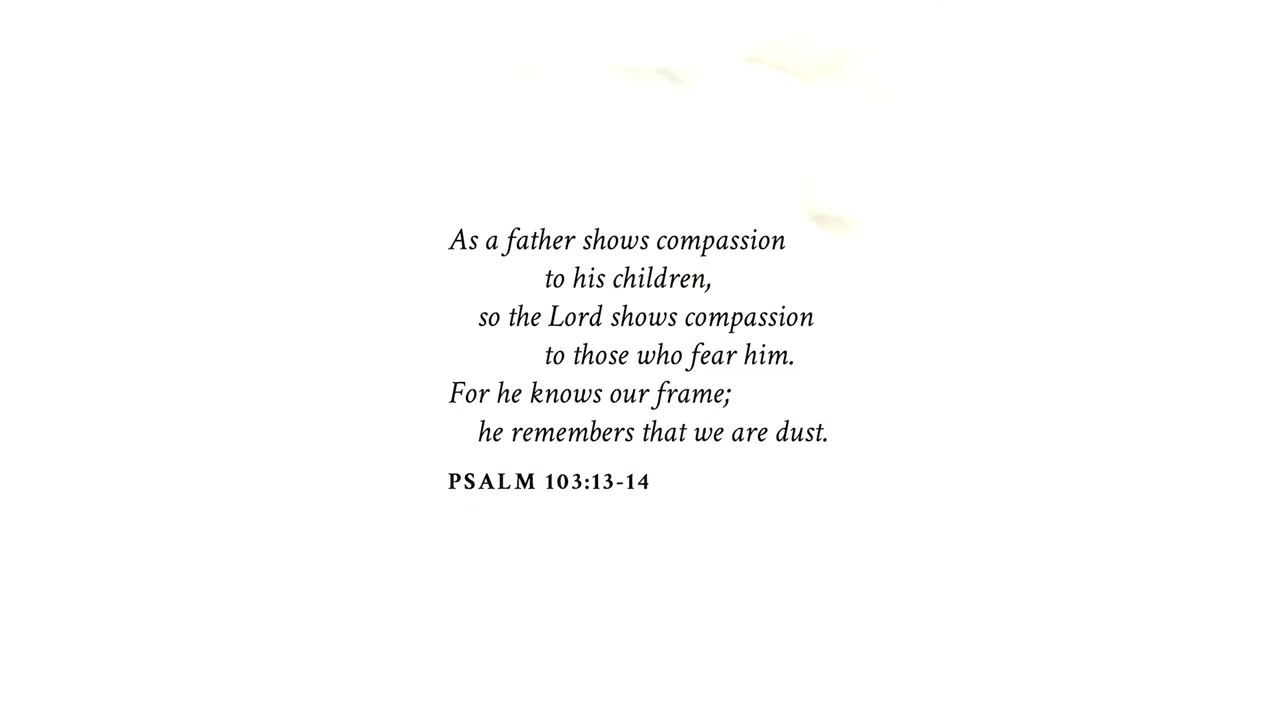 As a father shows compassion
to his children,
so the Lord shows compassion
to those who fear him.
For he knows our frame;
he remembers that we are dust.
PSALM 103:13-14